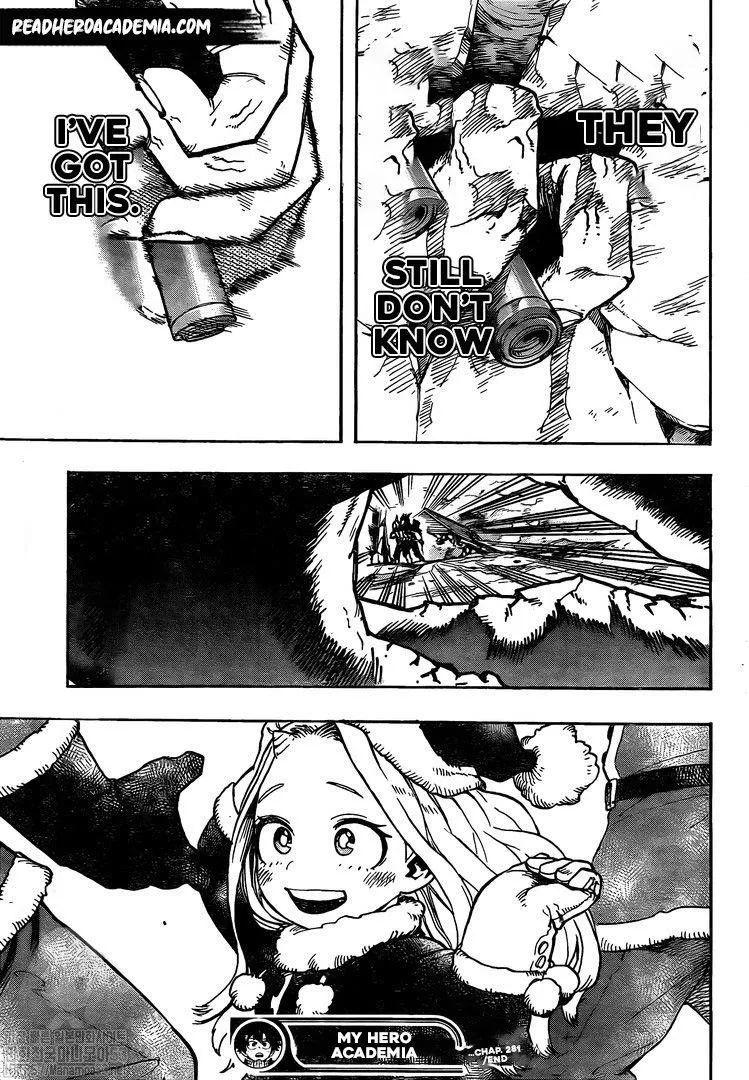 READHEROACADEMIA.COM
THEY
STILL
DON'T
KNOW
I'VE
GOT
THIS.
MY HERO
ACADEMIA
...CHAP. 281
/END